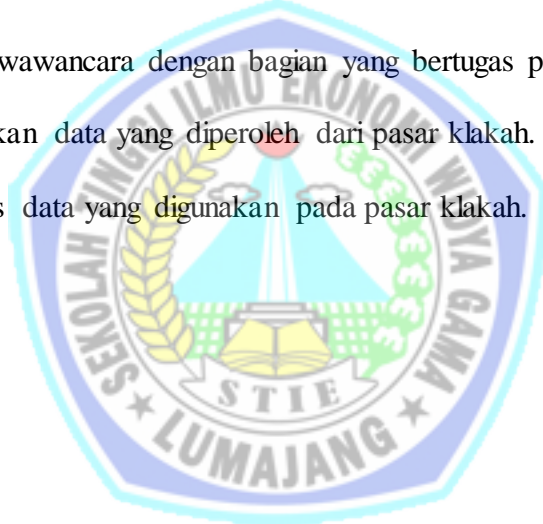 wawancara dengan bagian yang bertugas p
kan data yang diperoleh dari pasar klakah.
s data yang digunakan pada pasar klakah.
SEKOLAH TINGGI ILMU EKONOMI WIDYA GAMA
STIE
LUMAJANG